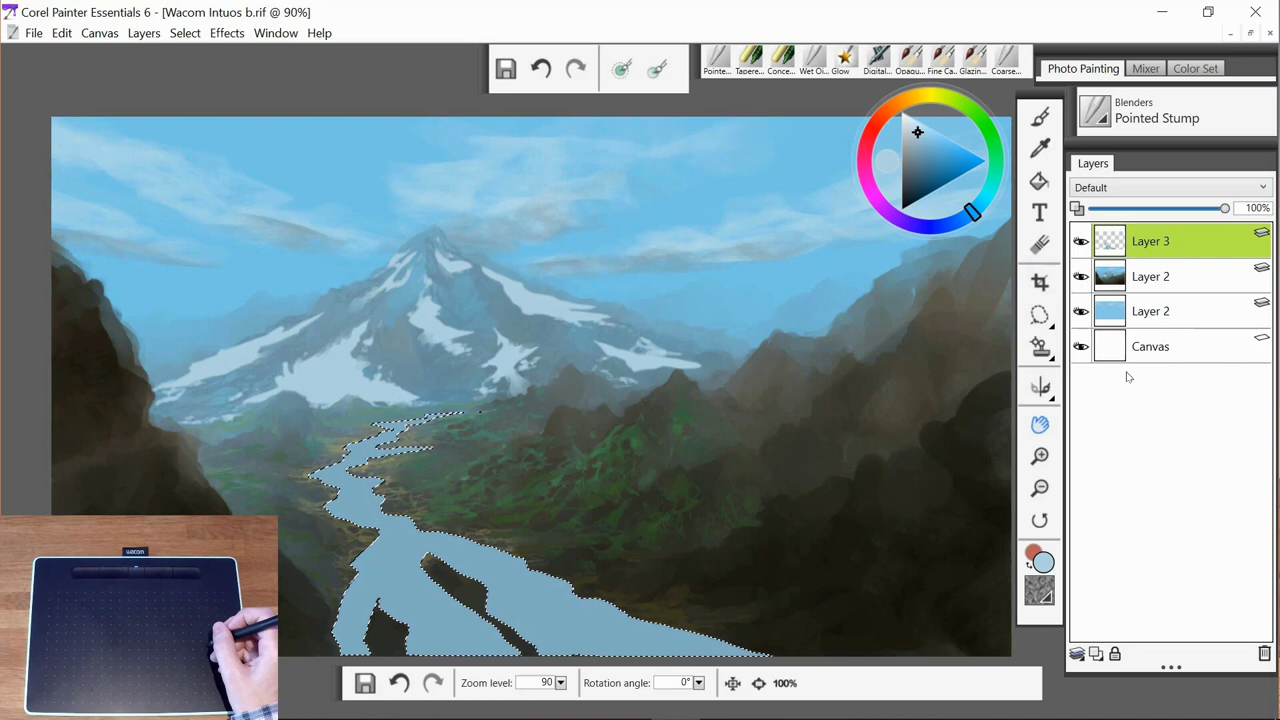 Corel Painter Essentials 6 - [Wacom Intuos b.rif @ 90%]
File Edit Canvas Layers Select Effects Window Help
Pointe... Tapere... Conce... Wet Oi... Glow Digital... Opaqu... Fine Ca... Glazin... Coarse...
Photo Painting Mixer Color Set
Blenders
Pointed Stump
Layers
Default
100%
Layer 3
Layer 2
Layer 2
Canvas
T
wacom
Zoom level: 90 Rotation angle: 0° 100%